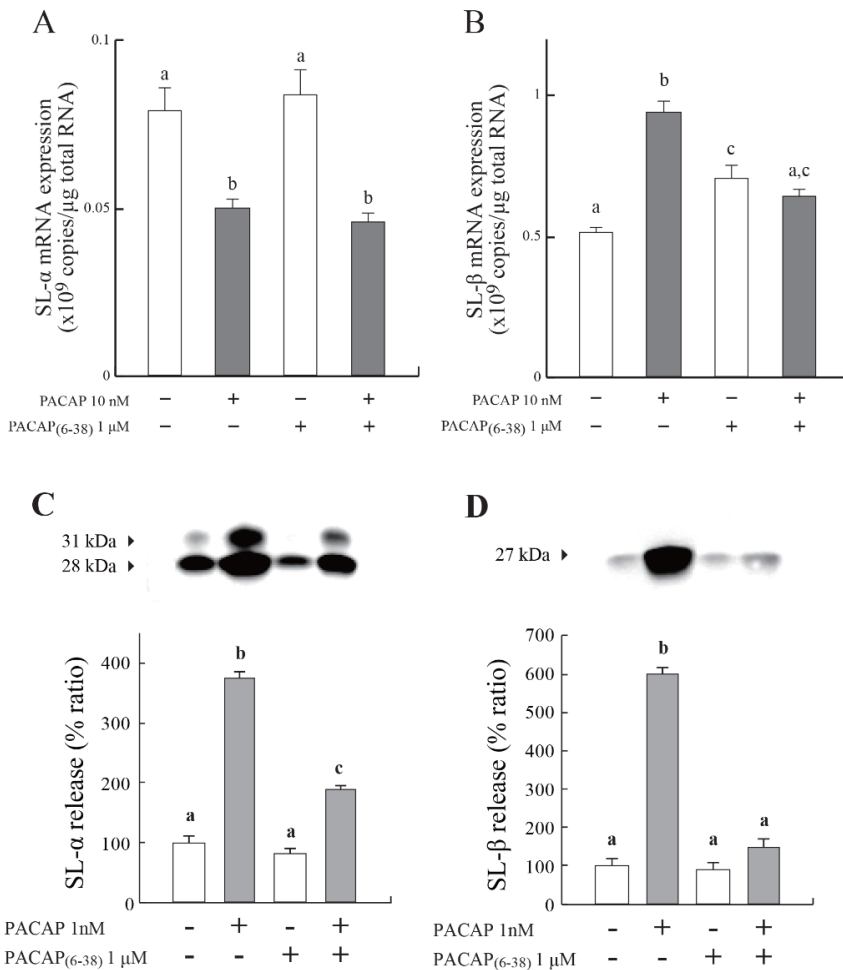 A
SL-α mRNA expression
(x10⁹ copies/μg total RNA)
0.1
0.05
0
a
b
a
b
PACAP 10 nM
– + – +
PACAP(6-38) 1 μM
– – + +
B
SL-β mRNA expression
(x10⁹ copies/μg total RNA)
1
0.5
0
a
b
c
a,c
PACAP 10 nM
– + – +
PACAP(6-38) 1 μM
– – + +
C
31 kDa
28 kDa
SL-α release (% ratio)
400
300
200
100
0
a
b
a
c
PACAP 1nM
- + - +
PACAP(6-38) 1 μM
- - + +
D
27 kDa
SL-β release (% ratio)
700
600
500
400
300
200
100
0
a
b
a
a
PACAP 1nM
- + - +
PACAP(6-38) 1 μM
- - + +